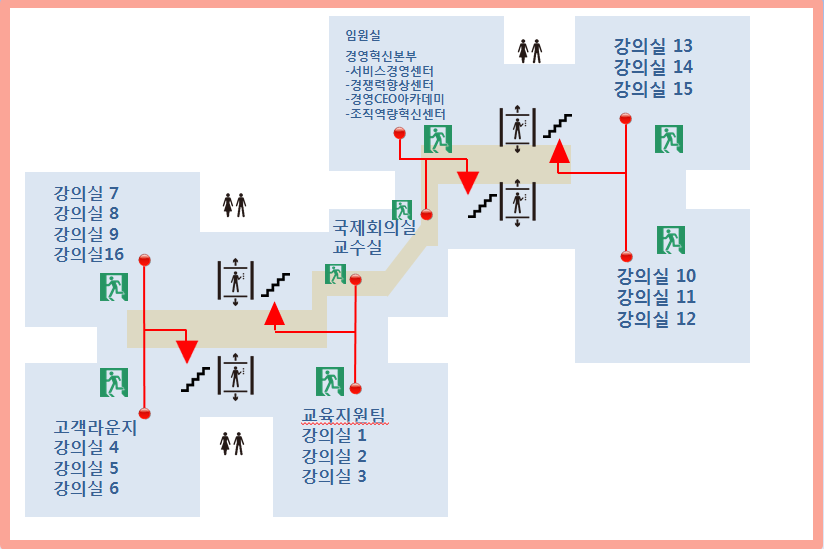 임원실
경영혁신본부
-서비스경영센터
-경쟁력향상센터
-경영CEO아카데미
-조직역량혁신센터
강의실 13
강의실 14
강의실 15
강의실 7
강의실 8
강의실 9
강의실16
국제회의실
교수실
강의실 10
강의실 11
강의실 12
고객라운지
강의실 4
강의실 5
강의실 6
교육지원팀
강의실 1
강의실 2
강의실 3